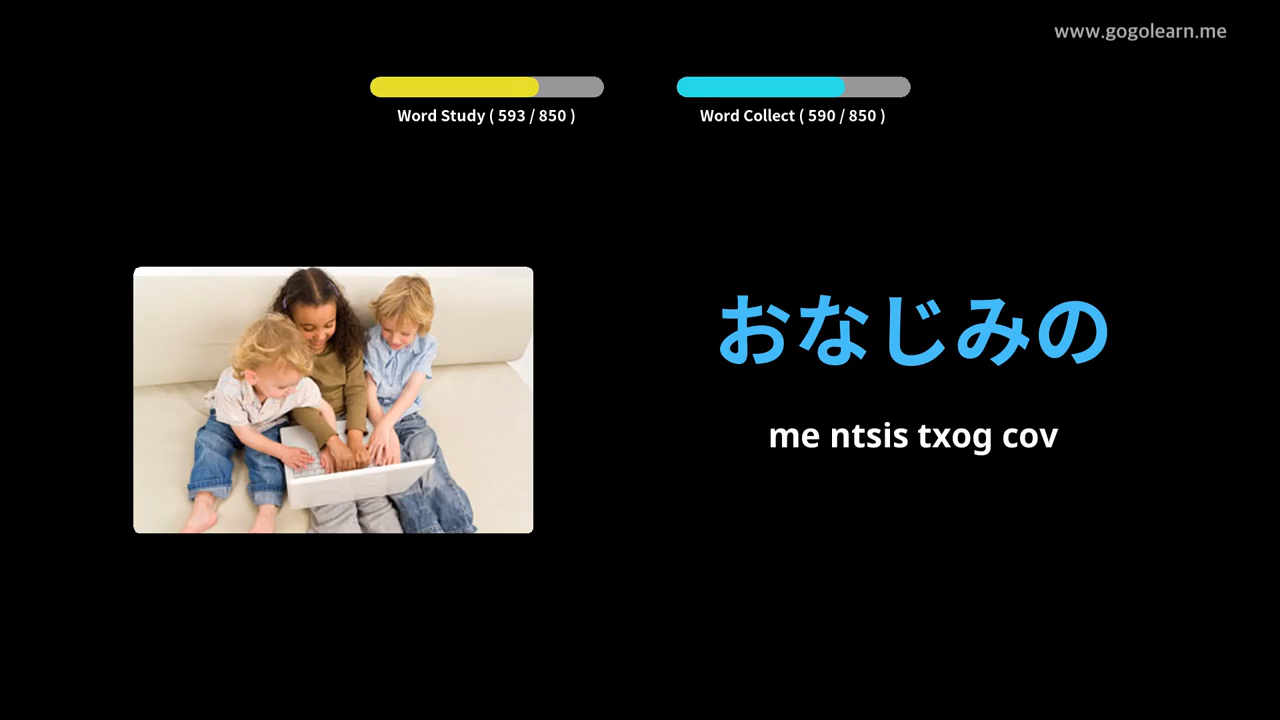 www.gogolearn.me
Word Study ( 593 / 850 )
Word Collect ( 590 / 850 )
おなじみの
me ntsis txog cov